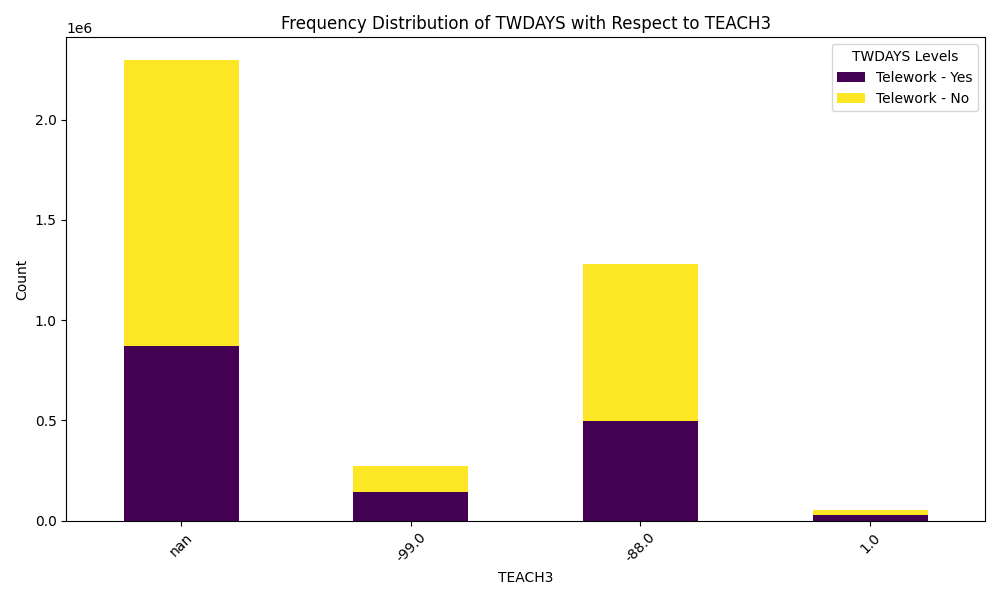 Frequency Distribution of TWDAYS with Respect to TEACH3
1e6
TWDAYS Levels
Telework - Yes
Telework - No
2.0
1.5
1.0
0.5
0.0
Count
nan
-99.0
-88.0
1.0
TEACH3